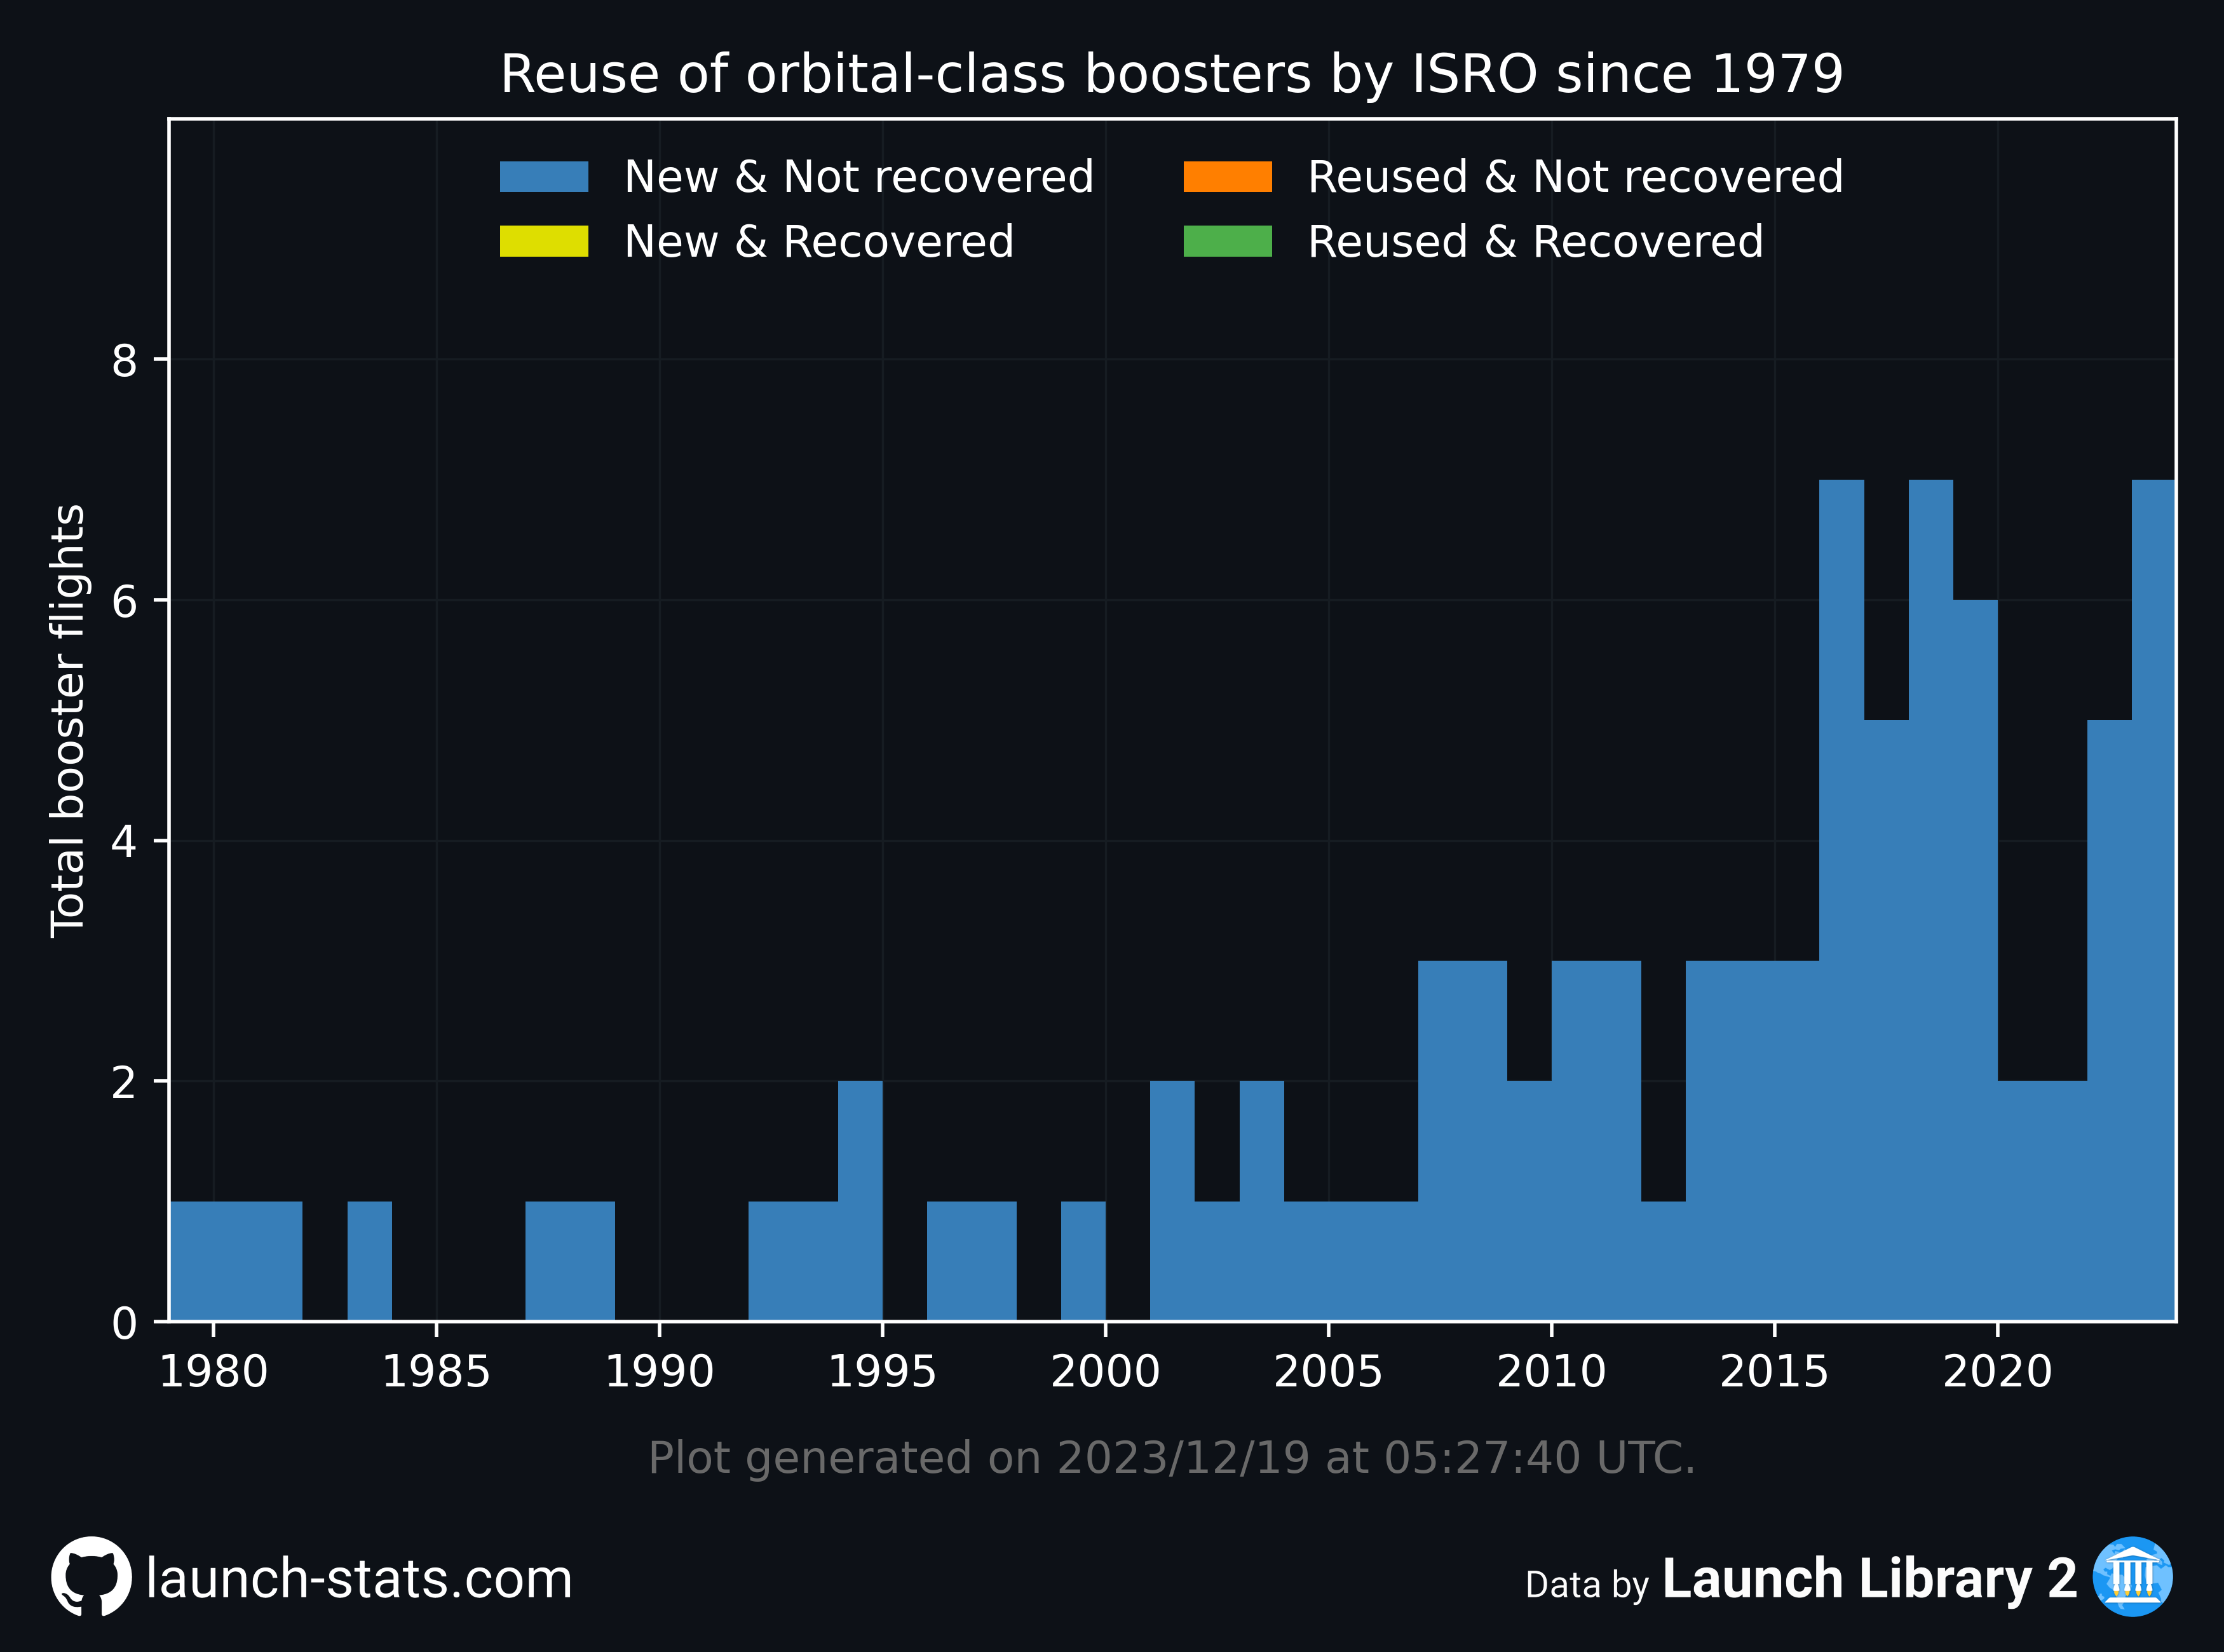 Reuse of orbital-class boosters by ISRO since 1979
New & Not recovered
New & Recovered
Reused & Not recovered
Reused & Recovered
Total booster flights
8
6
4
2
0
1980 1985 1990 1995 2000 2005 2010 2015 2020
Plot generated on 2023/12/19 at 05:27:40 UTC.
launch-stats.com
Data by Launch Library 2